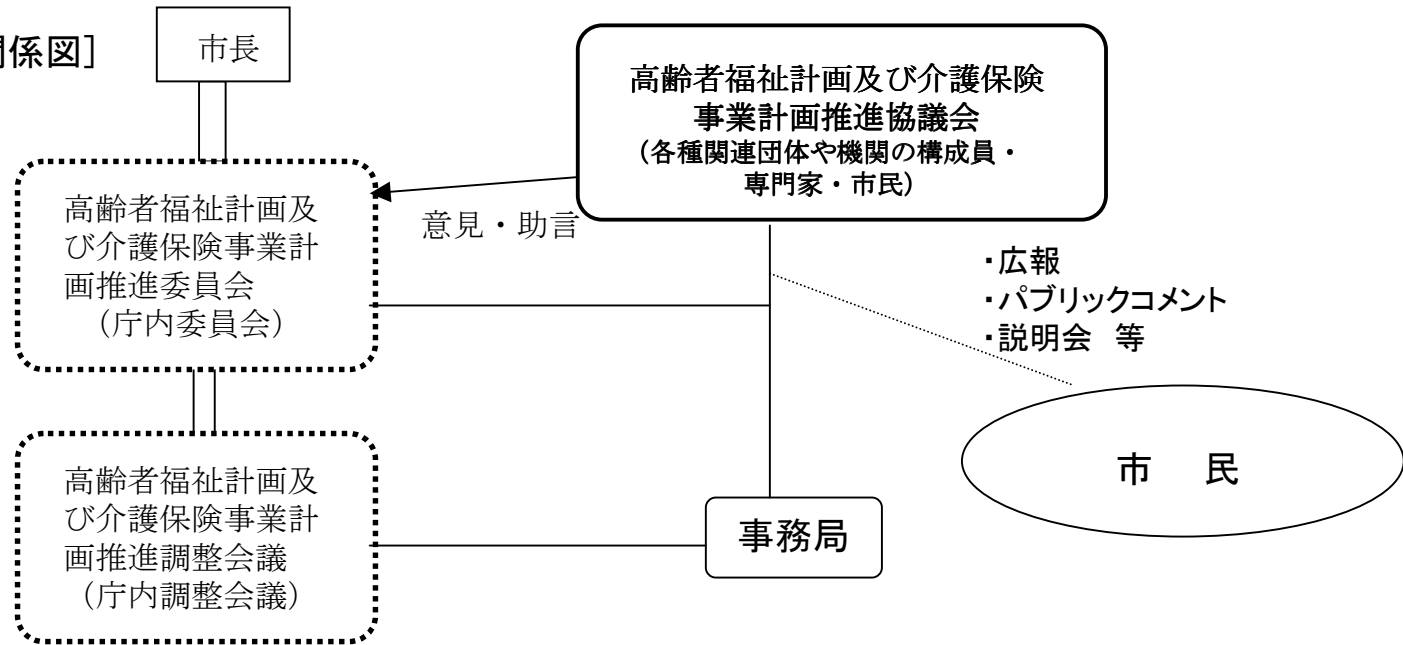 関係図]
市長
高齢者福祉計画及び介護保険
事業計画推進協議会
(各種関連団体や機関の構成員・
専門家・市民)
高齢者福祉計画及
び介護保険事業計
画推進委員会
(庁内委員会)
意見・助言
・広報
・パブリックコメント
・説明会 等
市 民
高齢者福祉計画及
び介護保険事業計
画推進調整会議
(庁内調整会議)
事務局